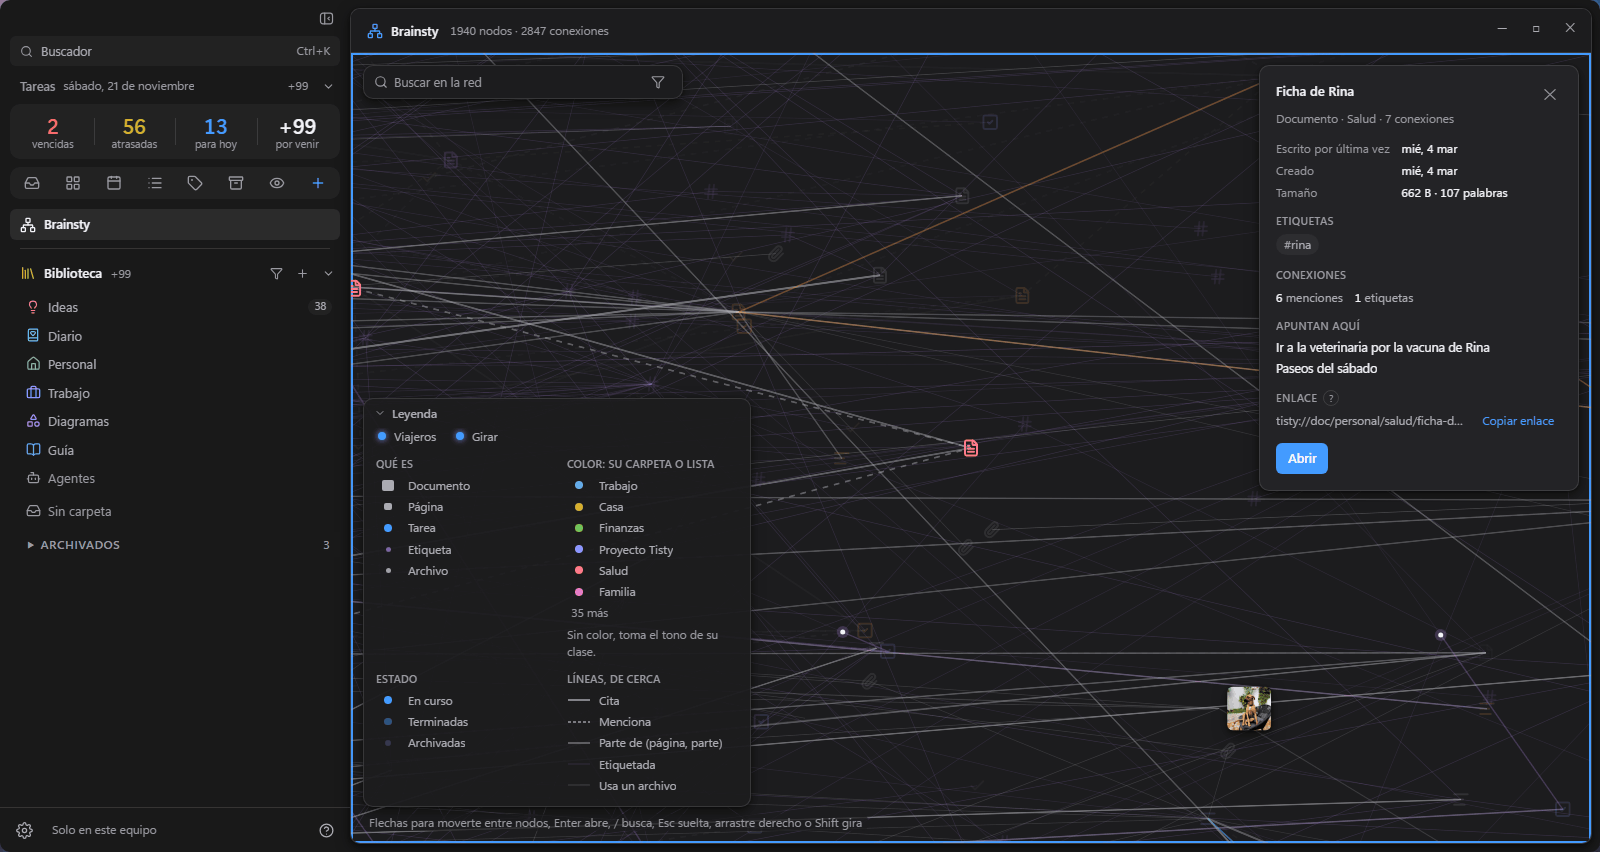 Buscador
Ctrl+K
Tareas sábado, 21 de noviembre +99
2 56 13 +99
vencidas atrasadas para hoy por venir
Brainsty
Biblioteca +99
Ideas 38
Diario
Personal
Trabajo
Diagramas
Guía
Agentes
Sin carpeta
ARCHIVADOS 3
Solo en este equipo
Brainsty 1940 nodos · 2847 conexiones
Buscar en la red
Leyenda
Viajeros Girar
QUÉ ES
Documento
Página
Tarea
Etiqueta
Archivo
COLOR: SU CARPETA O LISTA
Trabajo
Casa
Finanzas
Proyecto Tisty
Salud
Familia
35 más
Sin color, toma el tono de su
clase.
ESTADO
En curso
Terminadas
Archivadas
LÍNEAS, DE CERCA
Cita
Menciona
Parte de (página, parte)
Etiquetada
Usa un archivo
Flechas para moverte entre nodos, Enter abre, / busca, Esc suelta, arrastre derecho o Shift gira
Ficha de Rina
Documento · Salud · 7 conexiones
Escrito por última vez mié, 4 mar
Creado mié, 4 mar
Tamaño 662 B · 107 palabras
ETIQUETAS
#rina
CONEXIONES
6 menciones 1 etiquetas
APUNTAN AQUÍ
Ir a la veterinaria por la vacuna de Rina
Paseos del sábado
ENLACE ?
tisty://doc/personal/salud/ficha-d... Copiar enlace
Abrir